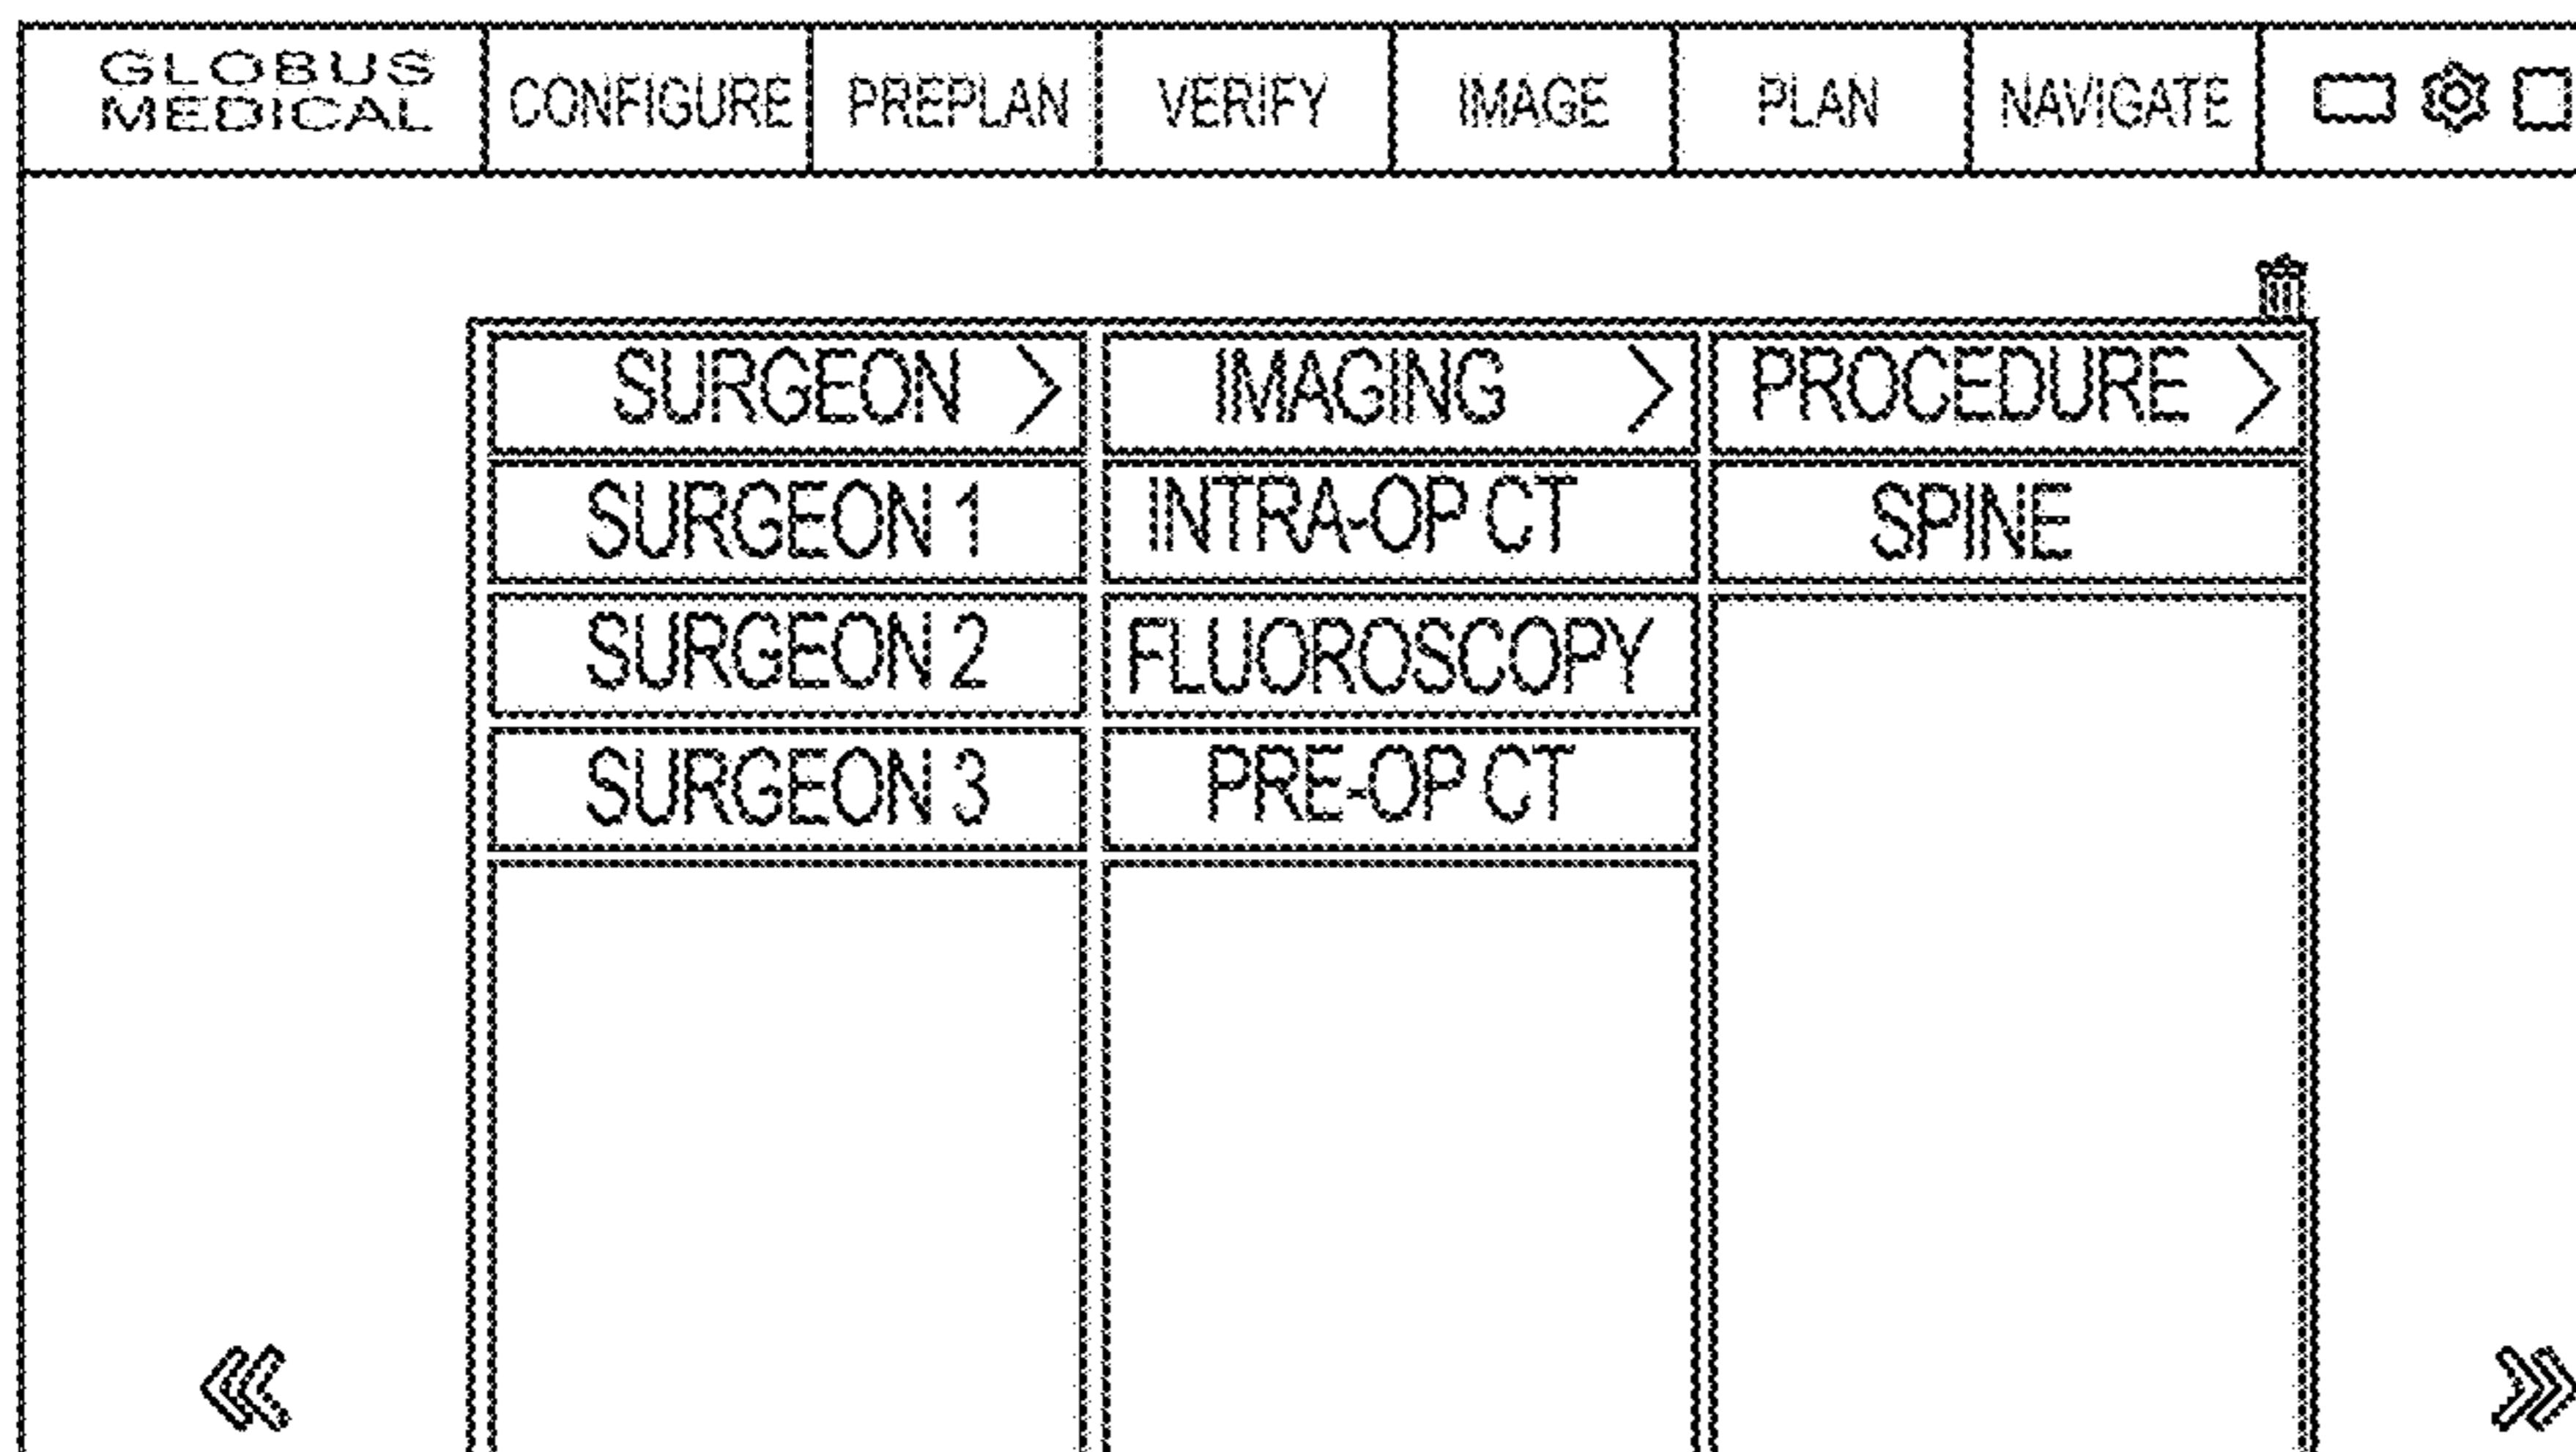 GLOBUS
MEDICAL
CONFIGURE
PREPLAN
VERIFY
IMAGE
PLAN
NAVIGATE
SURGEON >
IMAGING >
PROCEDURE >
SURGEON 1
INTRA-OP CT
SPINE
SURGEON 2
FLUOROSCOPY
SURGEON 3
PRE-OP CT